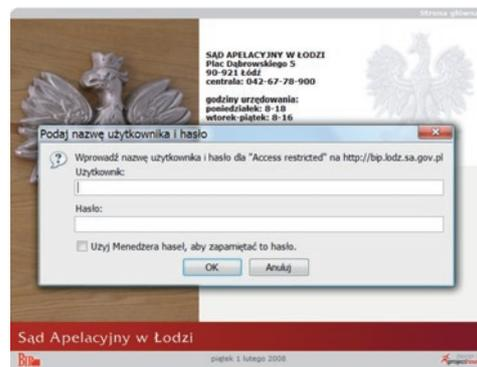 Strona główna
SĄD APELACYJNY W ŁODZI
Plac Dąbrowskiego 5
90-921 Łódź
centrala: 042-67-78-900
godziny urzędowania:
poniedziałek: 8-18
wtorek-piątek: 8-16
Podaj nazwę użytkownika i hasło
Wprowadź nazwę użytkownika i hasło dla "Access restricted" na http://bip.lodz.sa.gov.pl
Użytkownik:
Hasło:
Użyj Menedżera haseł, aby zapamiętać to hasło.
OK
Anuluj
Sąd Apelacyjny w Łodzi
piątek 1 lutego 2008